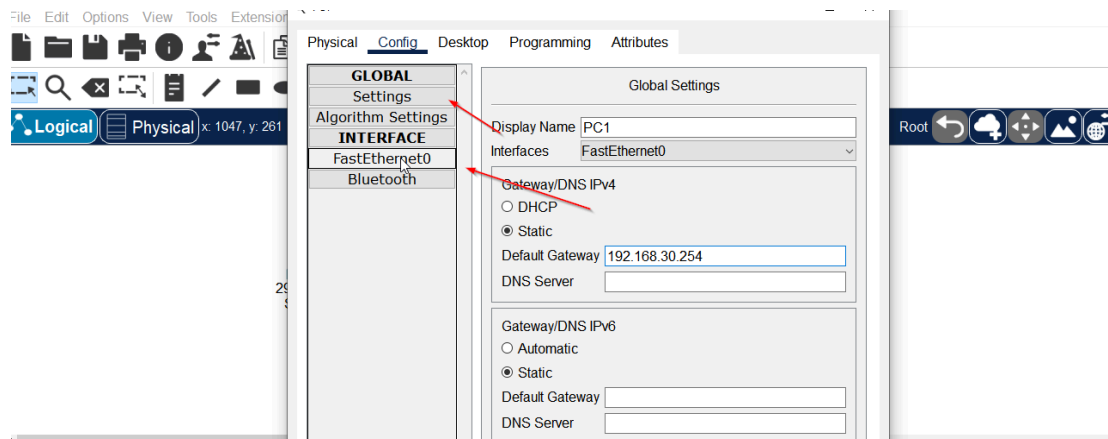 File Edit Options View Tools Extension
Physical Config Desktop Programming Attributes
GLOBAL
Settings
Algorithm Settings
INTERFACE
FastEthernet0
Bluetooth
Global Settings
Display Name PC1
Interfaces FastEthernet0
Gateway/DNS IPv4
DHCP
Static
Default Gateway 192.168.30.254
DNS Server
Gateway/DNS IPv6
Automatic
Static
Default Gateway
DNS Server
Logical Physical x: 1047, y: 261
Root
29